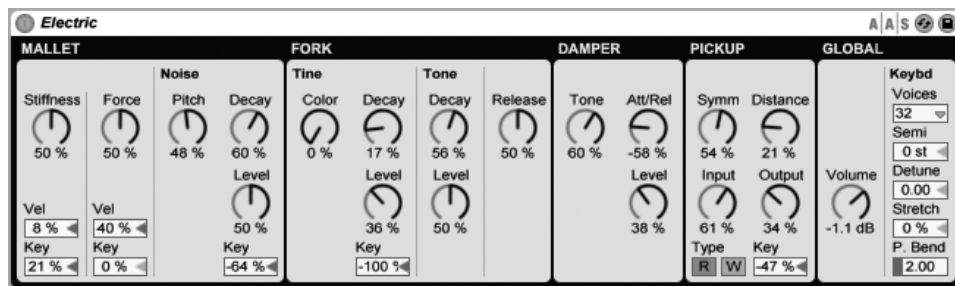 Electric A A S
MALLET FORK DAMPER PICKUP GLOBAL
Noise Tine Tone Keybd
Stiffness Force Pitch Decay Color Decay Decay Release Tone Att/Rel Symm Distance Voices
32
50 % 50 % 48 % 60 % 0 % 17 % 56 % 50 % 60 % -58 % 54 % 21 % Semi
0 st
Level Level Level Level Input Output Volume Detune
0.00
Vel Vel Stretch
8 % 40 % 50 % 36 % 50 % 38 % 61 % 34 % -1.1 dB 0 %
Key Key Key Key Type Key P. Bend
21 % 0 % -64 % -100 % R W -47 % 2.00